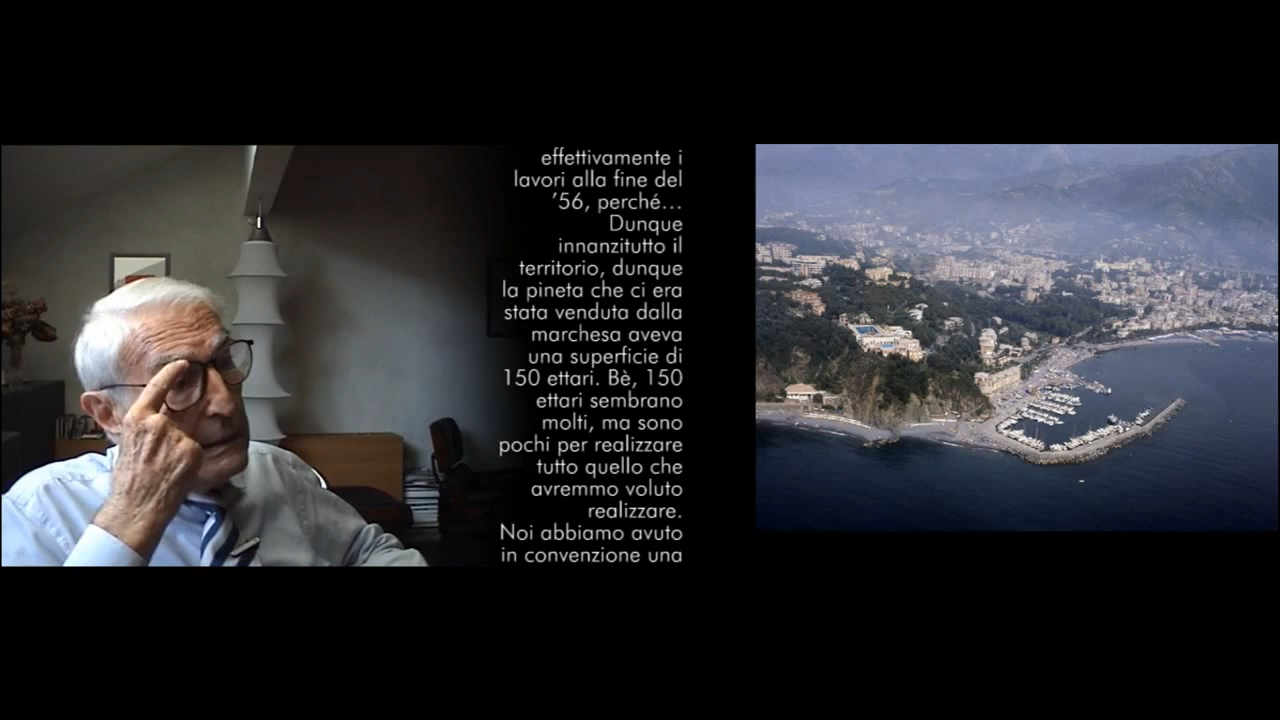 effettivamente i
lavori alla fine del
’56, perché...
Dunque
innanzitutto il
territorio, dunque
la pineta che ci era
stata venduta dalla
marchesa aveva
una superficie di
150 ettari. Bè, 150
ettari sembrano
molti, ma sono
pochi per realizzare
tutto quello che
avremmo voluto
realizzare.
Noi abbiamo avuto
in convenzione una